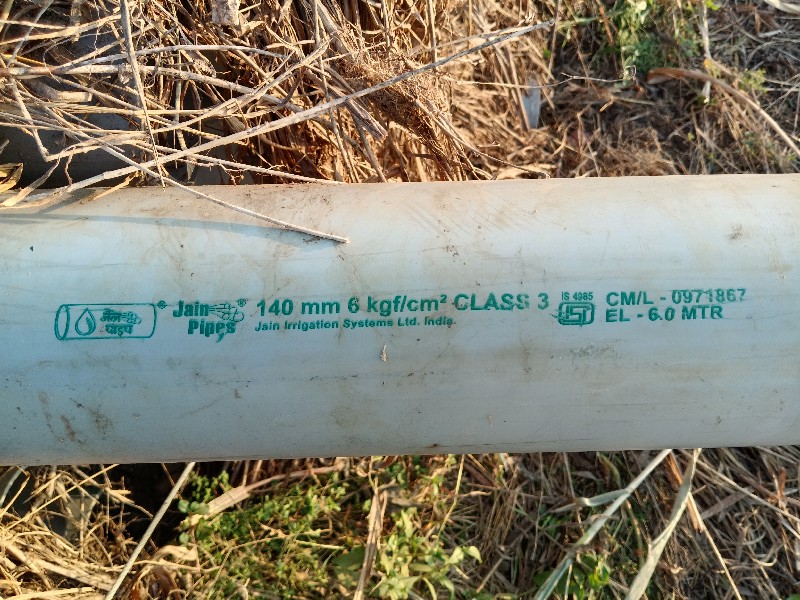 जैन पाइप ® Jain Pipes ® 140 mm 6 kgf/cm² CLASS 3 IS 4985 CM/L - 0971867
Jain Irrigation Systems Ltd. India. EL - 6.0 MTR